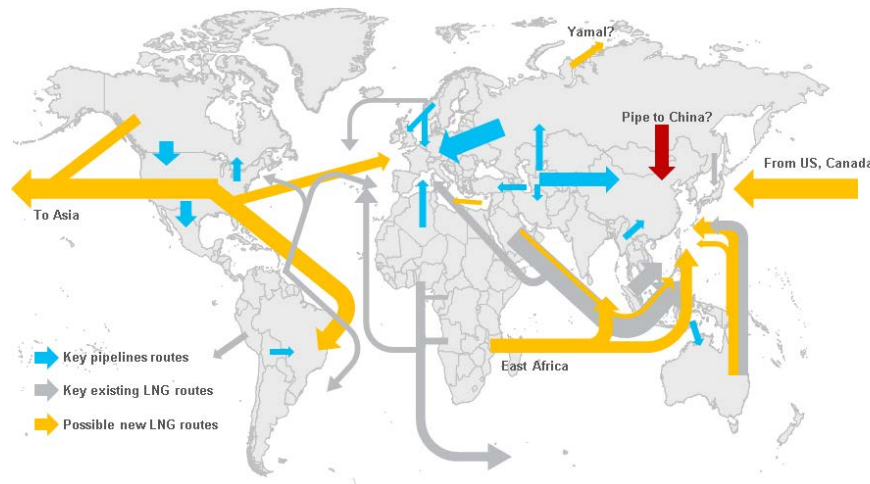 Yamal?
Pipe to China?
From US, Canada
To Asia
East Africa
Key pipelines routes
Key existing LNG routes
Possible new LNG routes